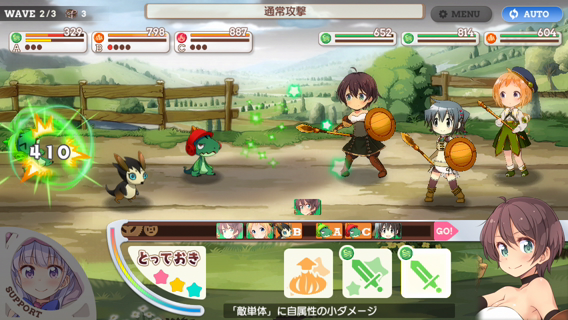 WAVE 2/3 3
通常攻撃
MENU
AUTO
329 798 887 652 814 604
A B C
410
B A C GO!
とっておき
SUPPORT
「敵単体」に自属性の小ダメージ